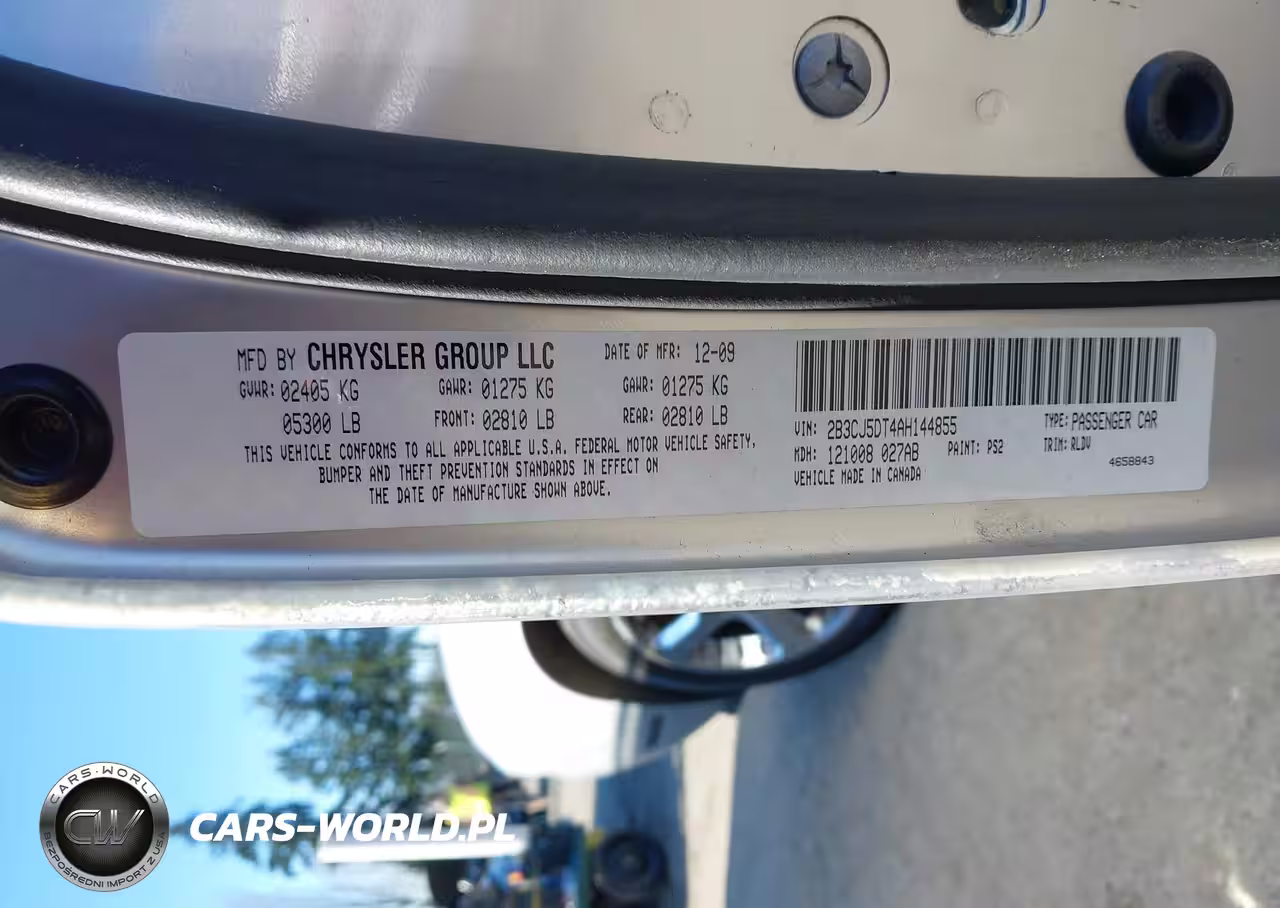 MFD BY CHRYSLER GROUP LLC DATE OF MFR: 12-09
GVWR: 02405 KG GAWR: 01275 KG GAWR: 01275 KG
05300 LB FRONT: 02810 LB REAR: 02810 LB
THIS VEHICLE CONFORMS TO ALL APPLICABLE U.S.A. FEDERAL MOTOR VEHICLE SAFETY,
BUMPER AND THEFT PREVENTION STANDARDS IN EFFECT ON
THE DATE OF MANUFACTURE SHOWN ABOVE.
VIN: 2B3CJ5DT4AH144855 TYPE: PASSENGER CAR
MDH: 121008 027AB PAINT: PS2 TRIM: RLDV
VEHICLE MADE IN CANADA 4658843
CARS-WORLD
CW
BEZPOŚREDNI IMPORT Z USA
CARS-WORLD.PL